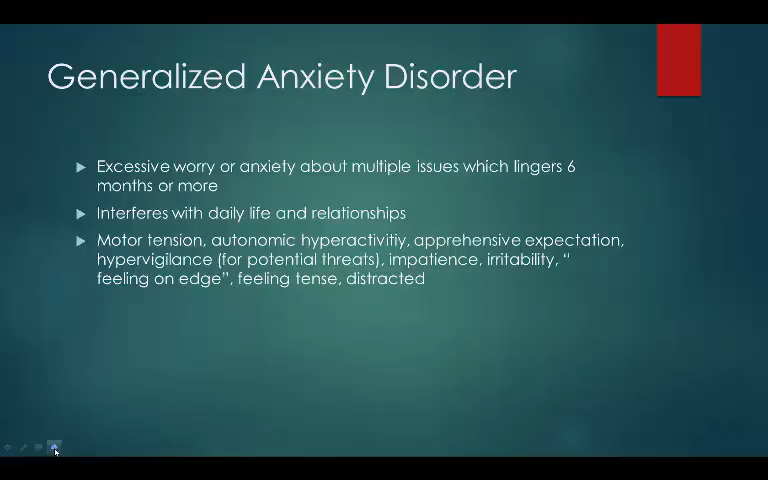 Generalized Anxiety Disorder
Excessive worry or anxiety about multiple issues which lingers 6
months or more
Interferes with daily life and relationships
Motor tension, autonomic hyperactivitiy, apprehensive expectation,
hypervigilance (for potential threats), impatience, irritability, “
feeling on edge”, feeling tense, distracted